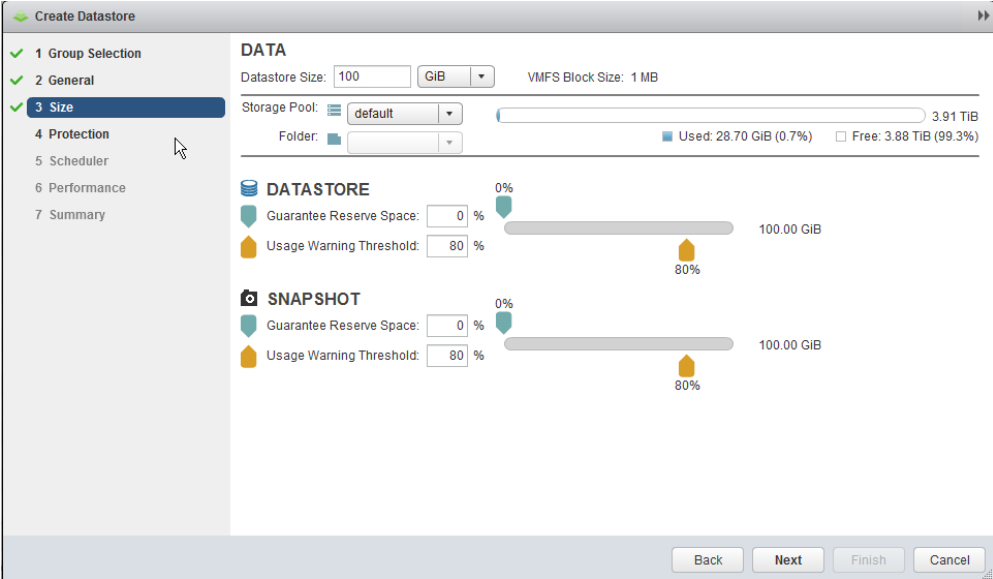 Create Datastore
1 Group Selection
2 General
3 Size
4 Protection
5 Scheduler
6 Performance
7 Summary
DATA
Datastore Size: 100 GiB VMFS Block Size: 1 MB
Storage Pool: default 3.91 TiB
Folder: Used: 28.70 GiB (0.7%) Free: 3.88 TiB (99.3%)
DATASTORE 0%
Guarantee Reserve Space: 0 %
100.00 GiB
Usage Warning Threshold: 80 %
80%
SNAPSHOT 0%
Guarantee Reserve Space: 0 %
100.00 GiB
Usage Warning Threshold: 80 %
80%
Back Next Finish Cancel